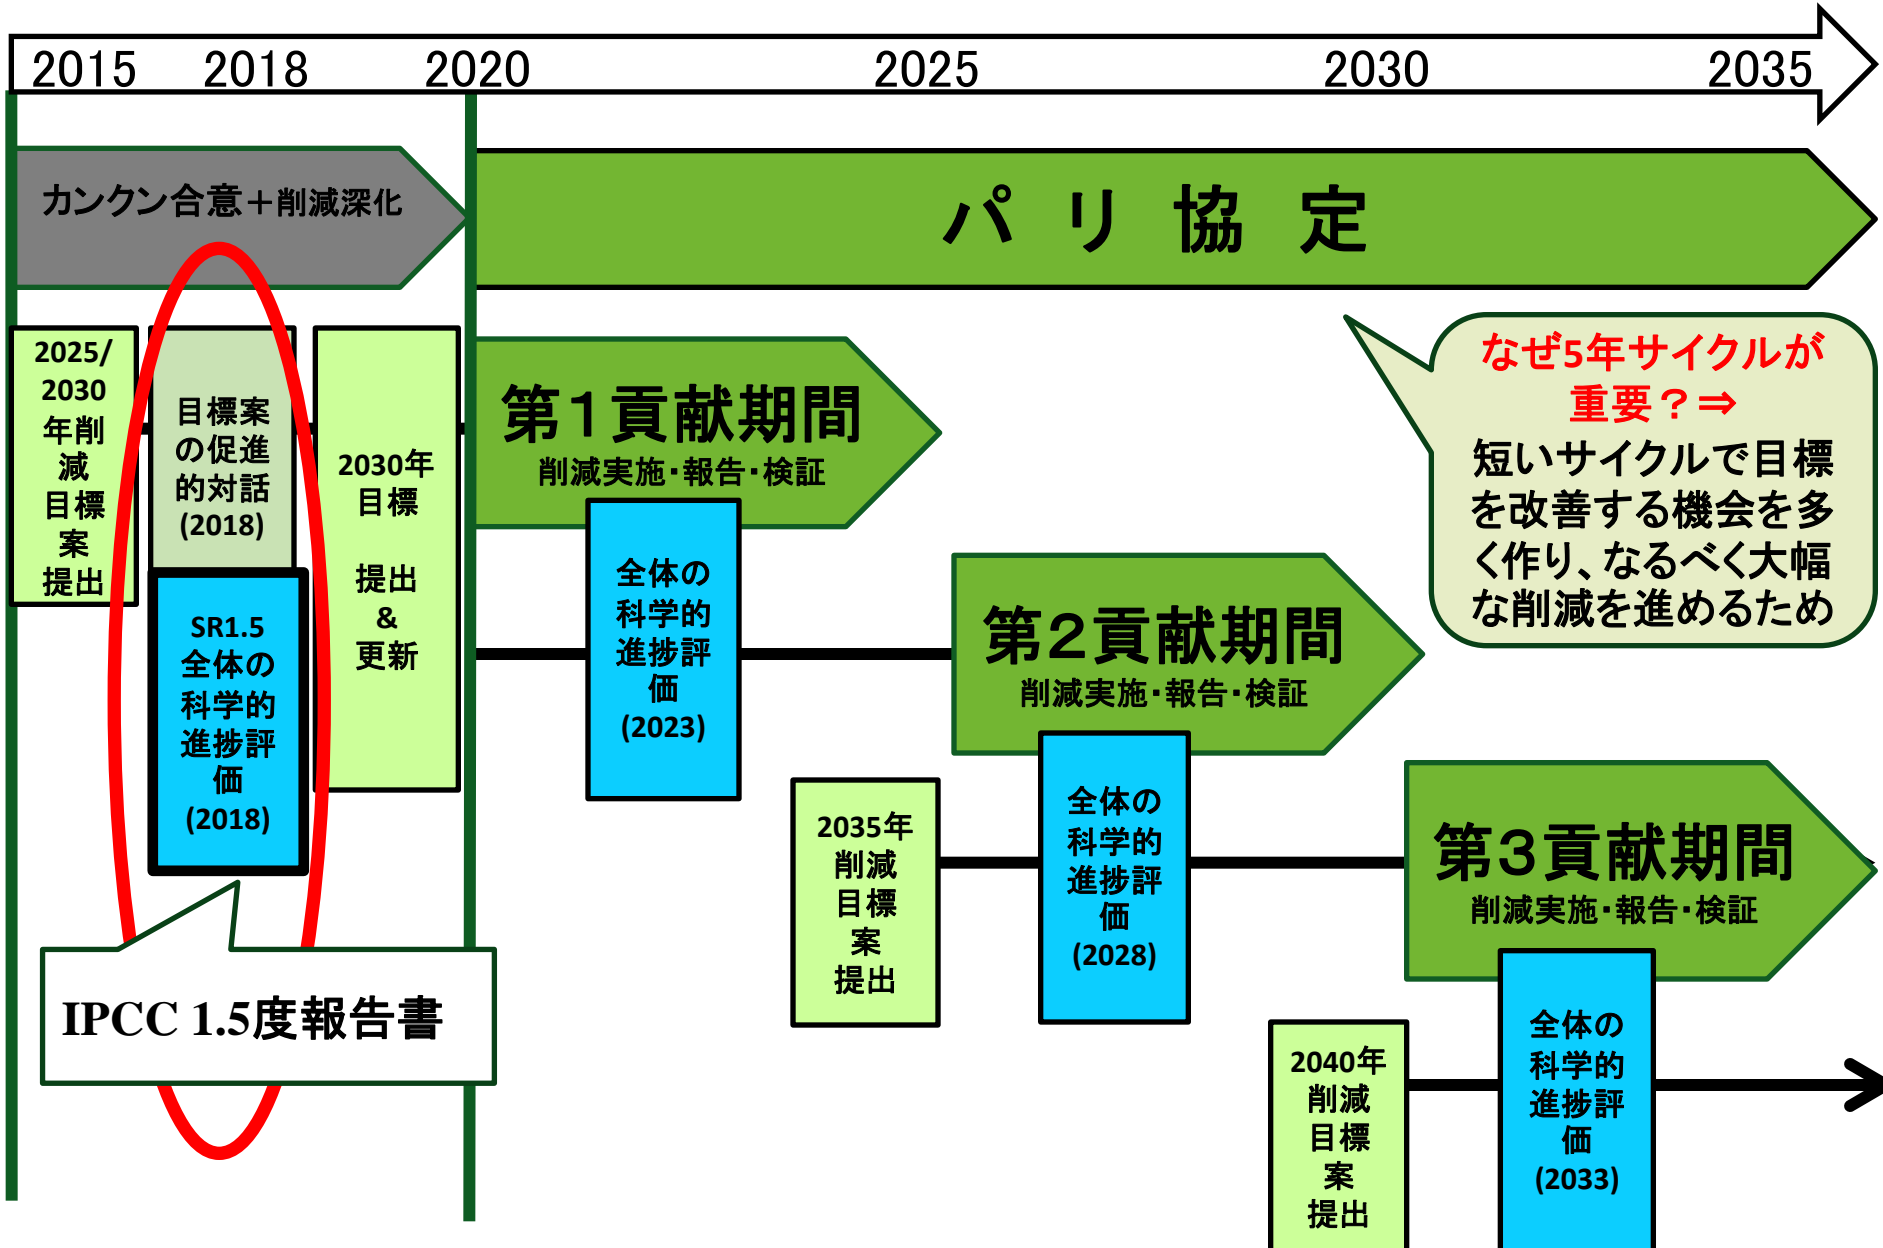 2015 2018 2020 2025 2030 2035
カンクン合意＋削減深化
パリ協定
2025/
2030
年削
減
目標
案
提出
目標案
の促進
的対話
(2018)
SR1.5
全体の
科学的
進捗評
価
(2018)
2030年
目標
提出
&
更新
IPCC 1.5度報告書
第1貢献期間
削減実施・報告・検証
全体の
科学的
進捗評
価
(2023)
なぜ5年サイクルが
重要？⇒
短いサイクルで目標
を改善する機会を多
く作り、なるべく大幅
な削減を進めるため
第2貢献期間
削減実施・報告・検証
2035年
削減
目標
案
提出
全体の
科学的
進捗評
価
(2028)
第3貢献期間
削減実施・報告・検証
2040年
削減
目標
案
提出
全体の
科学的
進捗評
価
(2033)